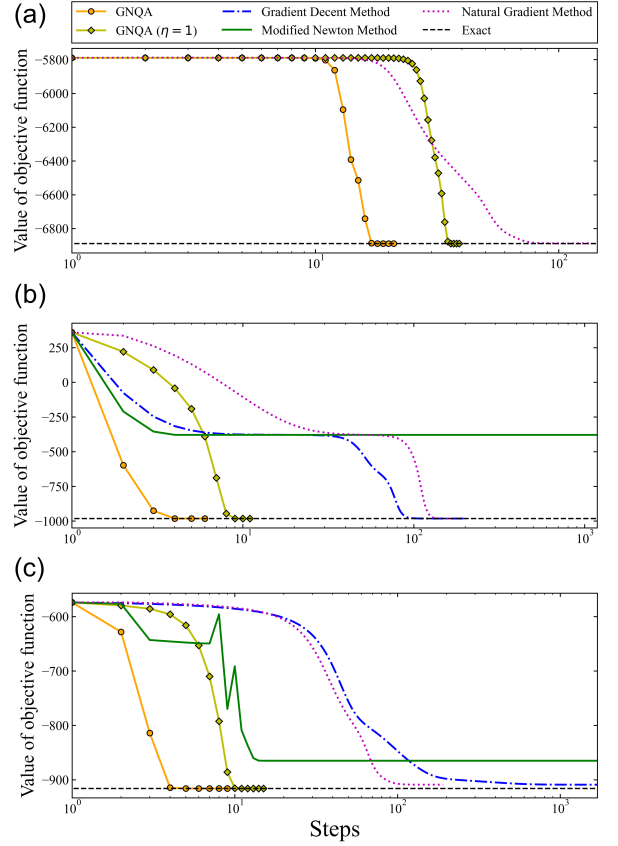 (a)
GNQA
GNQA (η = 1)
Gradient Decent Method
Modified Newton Method
Natural Gradient Method
Exact
Value of objective function
−5800
−6000
−6200
−6400
−6600
−6800
10⁰
10¹
10²
(b)
Value of objective function
250
0
−250
−500
−750
−1000
10⁰
10¹
10²
10³
(c)
Value of objective function
−600
−700
−800
−900
10⁰
10¹
10²
10³
Steps